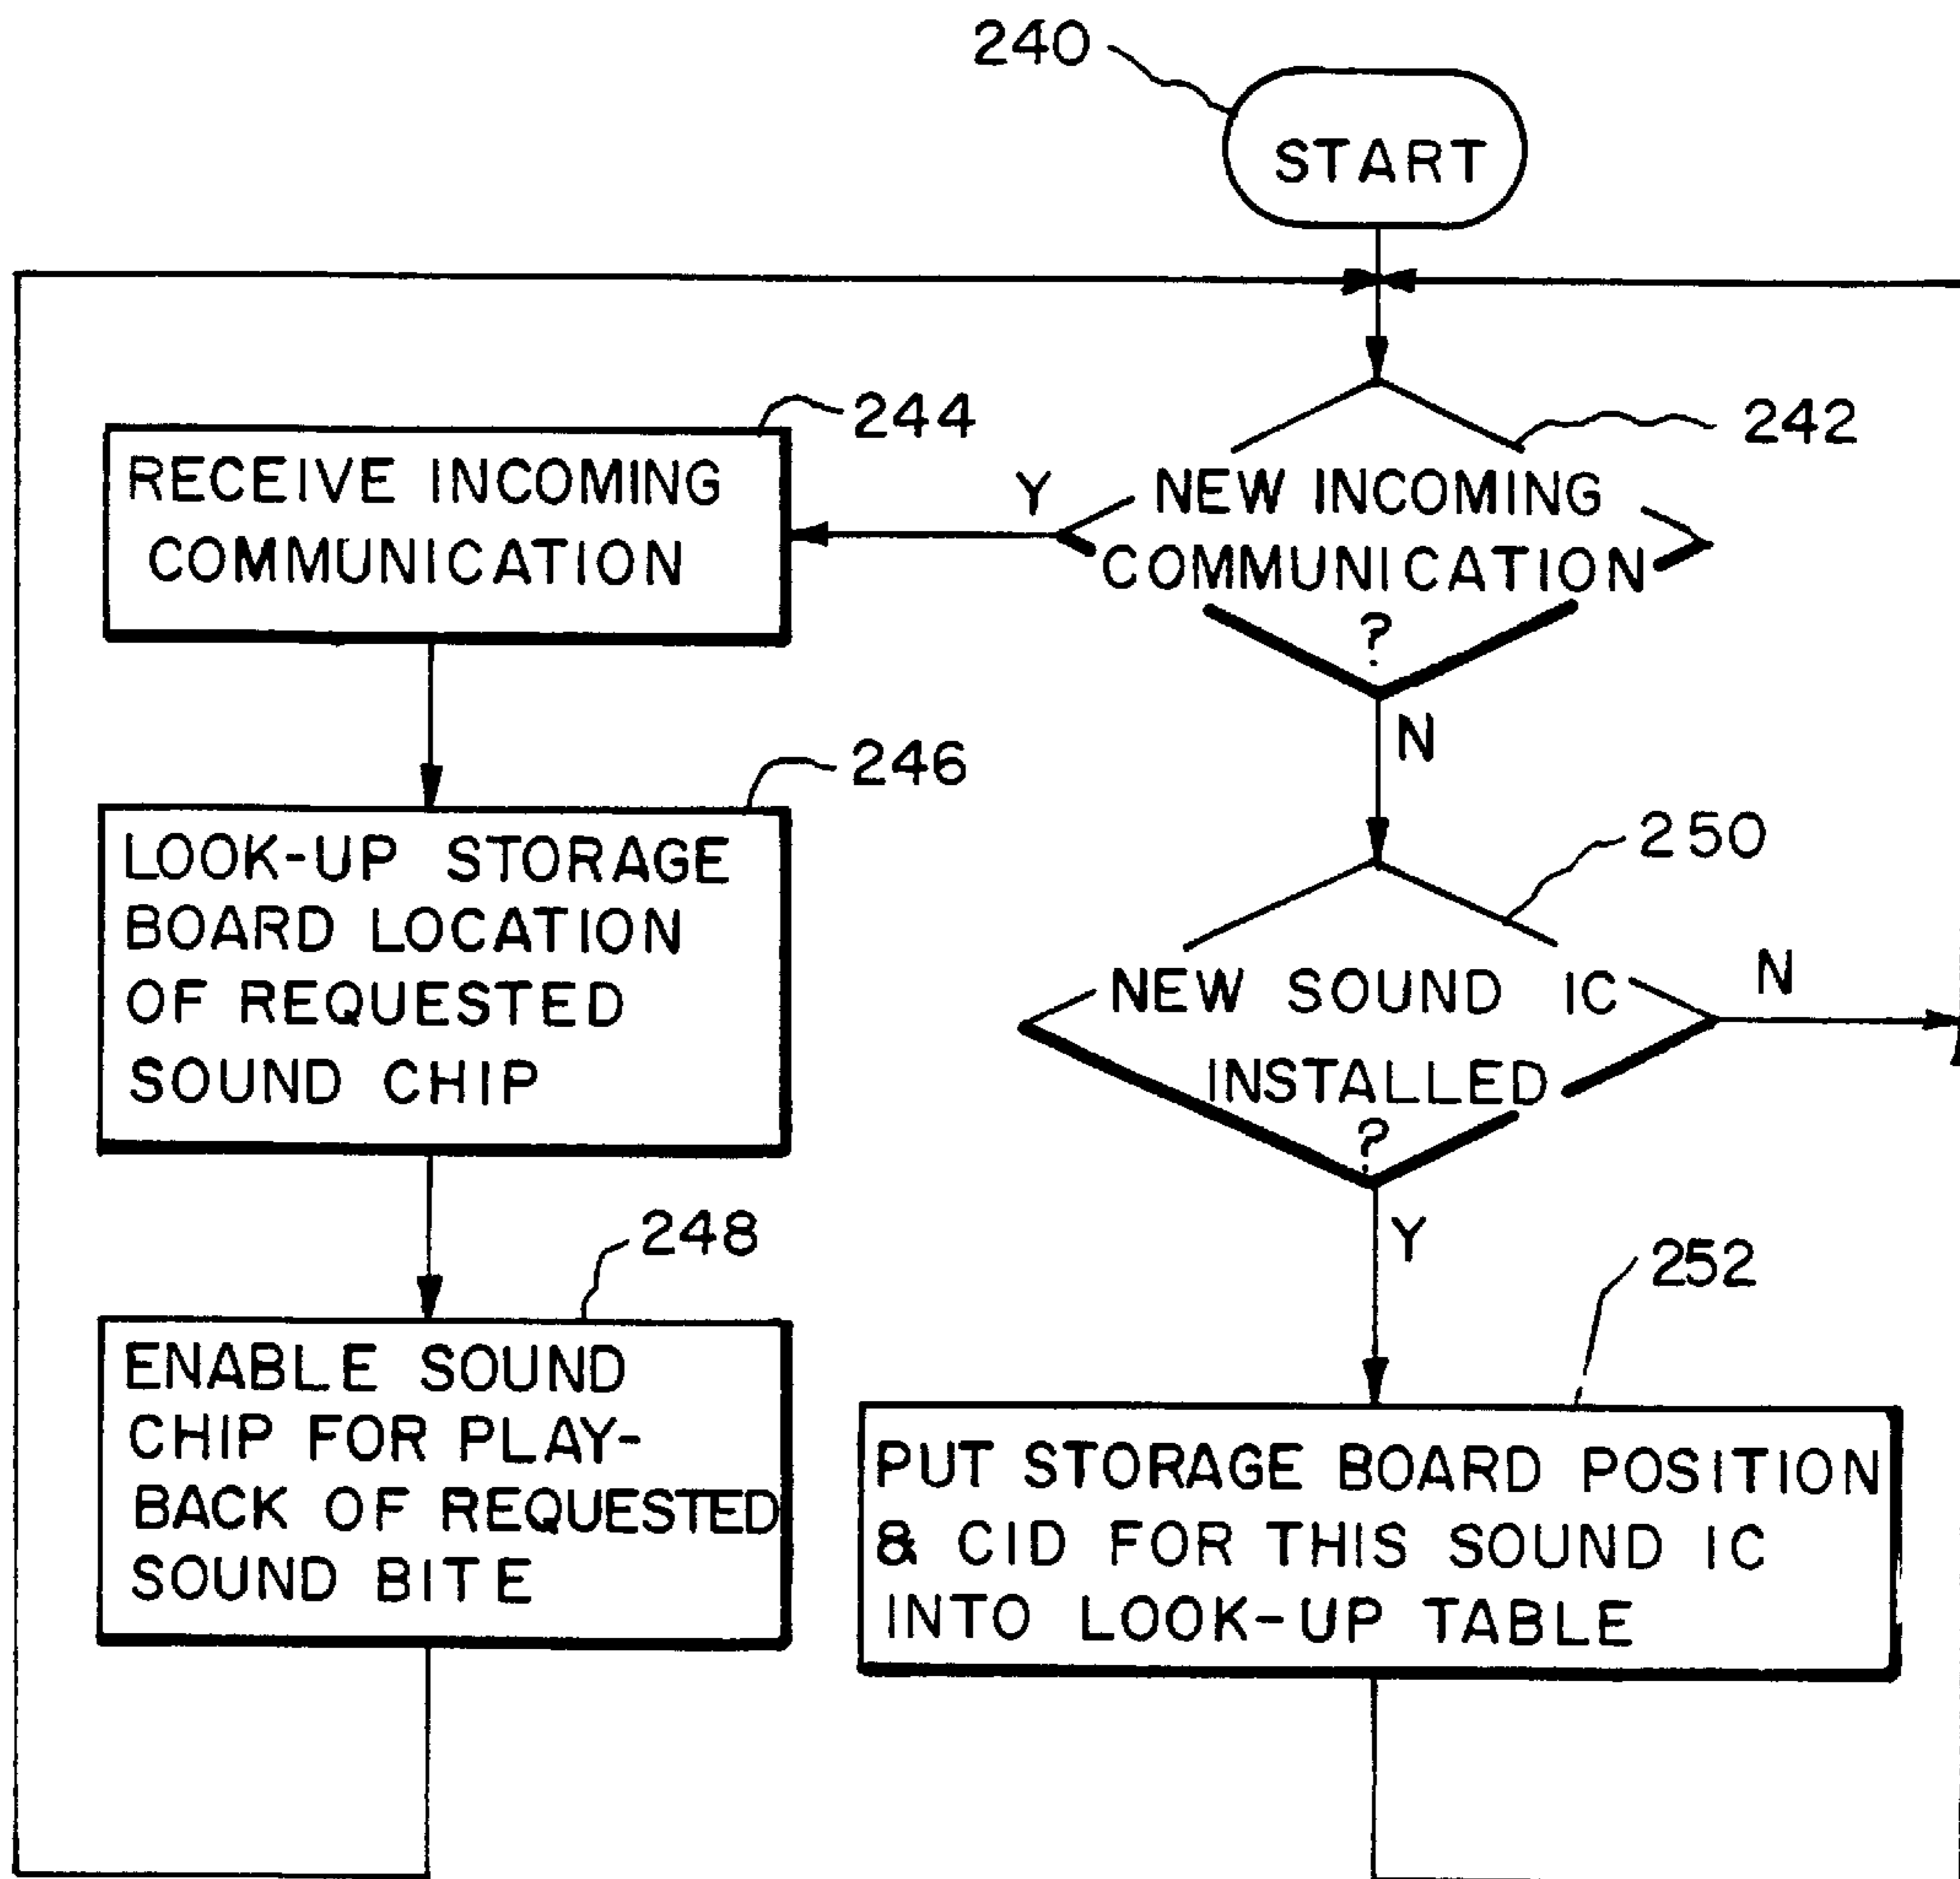 240
START
244
RECEIVE INCOMING
COMMUNICATION
242
Y
NEW INCOMING
COMMUNICATION
?
N
246
LOOK-UP STORAGE
BOARD LOCATION
OF REQUESTED
SOUND CHIP
250
NEW SOUND IC
INSTALLED
?
N
Y
248
ENABLE SOUND
CHIP FOR PLAY-
BACK OF REQUESTED
SOUND BITE
252
PUT STORAGE BOARD POSITION
& CID FOR THIS SOUND IC
INTO LOOK-UP TABLE